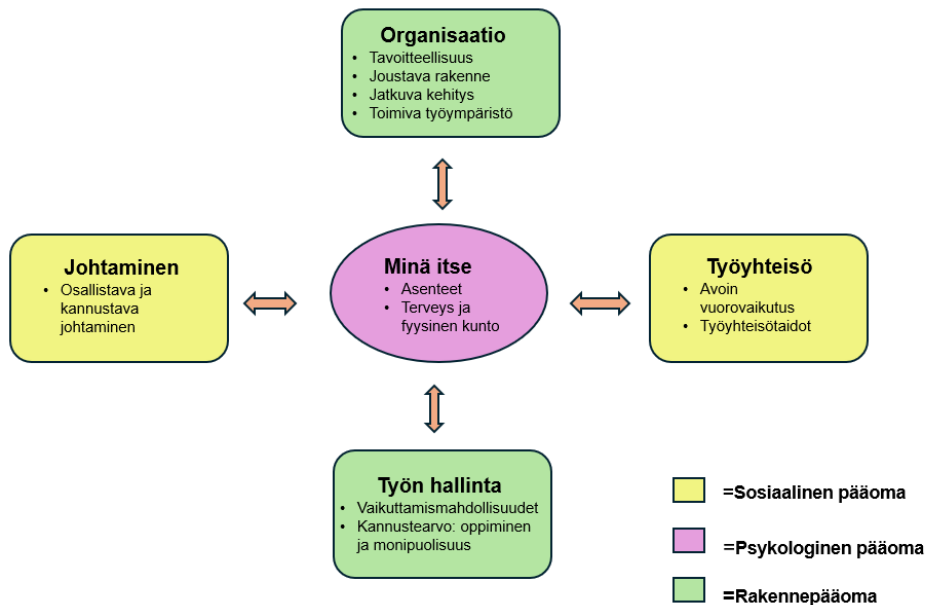 Organisaatio
• Tavoitteellisuus
• Joustava rakenne
• Jatkuva kehitys
• Toimiva työympäristö
Johtaminen
• Osallistava ja
kannustava
johtaminen
Minä itse
• Asenteet
• Terveys ja
fyysinen kunto
Työyhteisö
• Avoin
vuorovaikutus
• Työyhteisötaidot
Työn hallinta
• Vaikuttamismahdollisuudet
• Kannustearvo: oppiminen
ja monipuolisuus
=Sosiaalinen pääoma
=Psykologinen pääoma
=Rakennepääoma